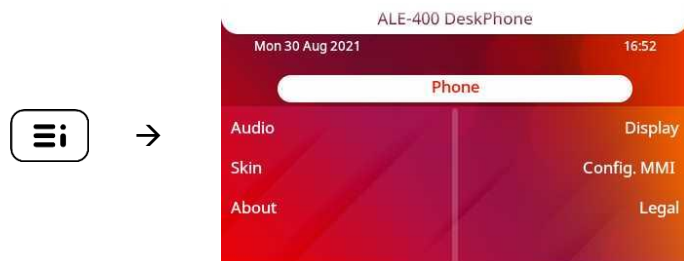 ALE-400 DeskPhone
Mon 30 Aug 2021 16:52
Phone
Audio Display
Skin Config. MMI
About Legal